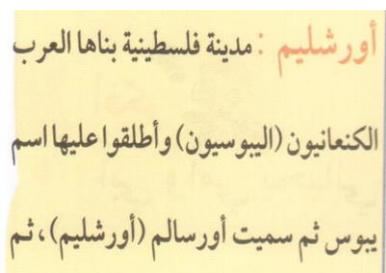 أورشليم : مدينة فلسطينية بناها العرب
الكنعانيون (اليبوسيون) وأطلقوا عليها اسم
يبوس ثم سميت أورسالم (أورشليم)، ثم